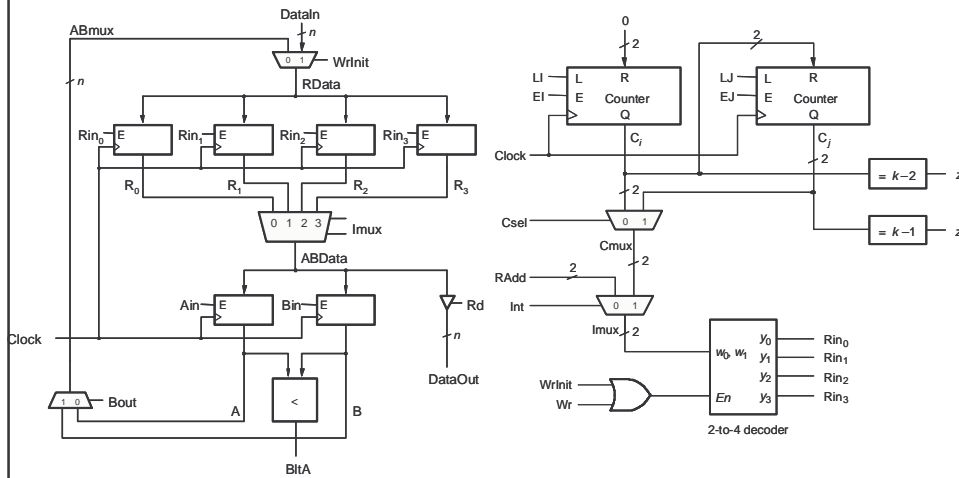 DataIn
ABmux
n
n
0 1
WrInit
RData
Rin0 E
Rin1 E
Rin2 E
Rin3 E
R0
R1
R2
R3
0 1 2 3
Imux
ABData
Ain E
Bin E
Rd
n
Clock
DataOut
1 0
Bout
A
<
B
BltA
0
2
2
LI L R
EI E Counter
Q
LJ L R
EJ E Counter
Q
Ci
Cj
Clock
2
= k–2
z
2
Csel
0 1
= k–1
z
Cmux
2
RAdd
2
Int
0 1
Imux
2
w0, w1
y0 Rin0
y1 Rin1
y2 Rin2
y3 Rin3
WrInit
Wr
En
2-to-4 decoder